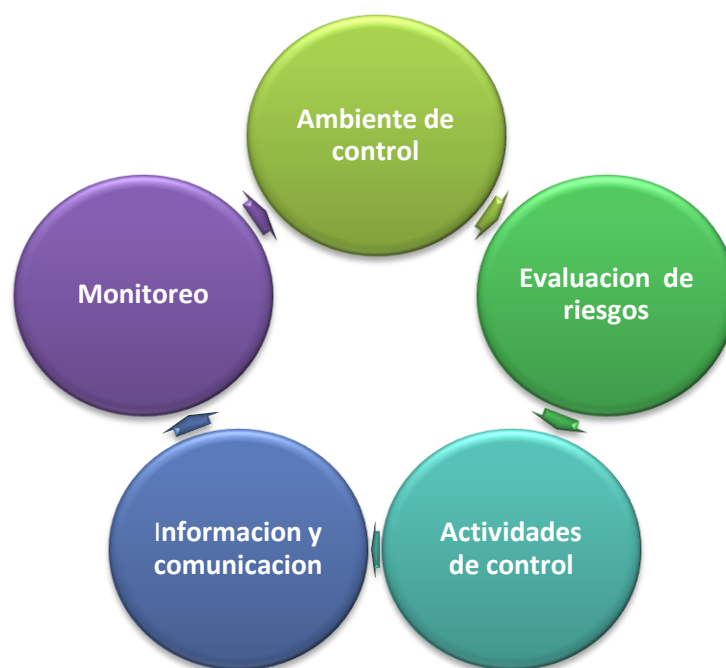 Ambiente de
control
Evaluacion  de
riesgos
Actividades
de control
Informacion y
comunicacion
Monitoreo